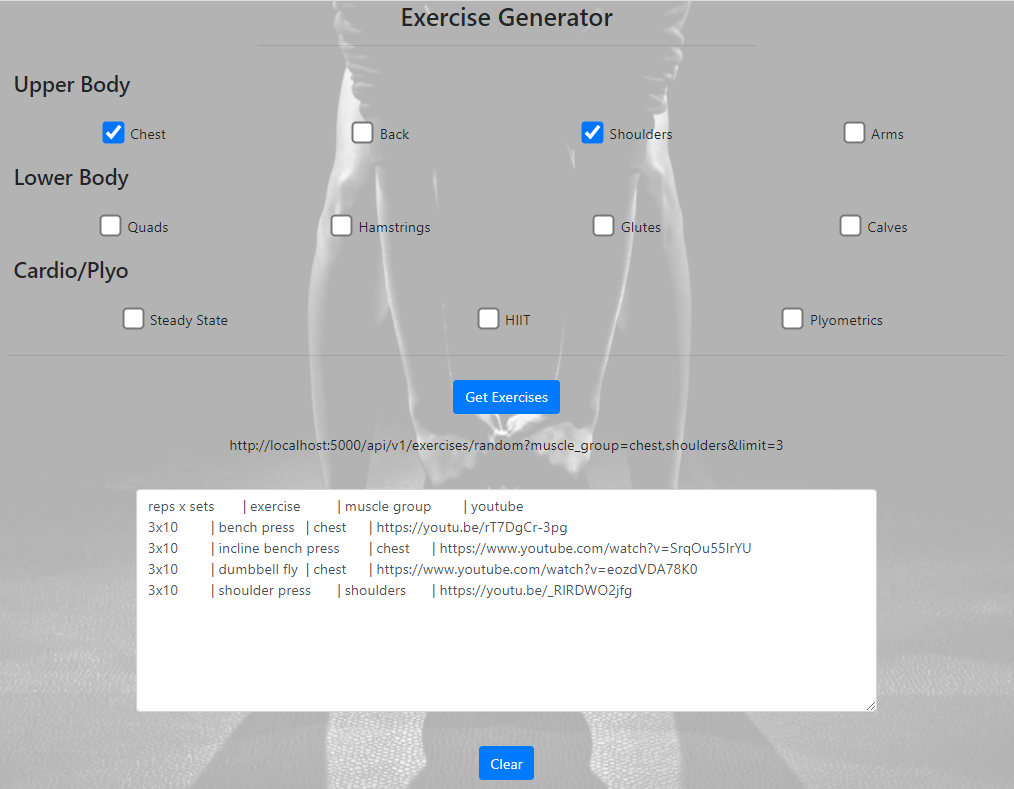 Exercise Generator
Upper Body
Chest Back Shoulders Arms
Lower Body
Quads Hamstrings Glutes Calves
Cardio/Plyo
Steady State HIIT Plyometrics
Get Exercises
http://localhost:5000/api/v1/exercises/random?muscle_group=chest,shoulders&limit=3
reps x sets | exercise | muscle group | youtube
3x10 | bench press | chest | https://youtu.be/rT7DgCr-3pg
3x10 | incline bench press | chest | https://www.youtube.com/watch?v=SrqOu55lrYU
3x10 | dumbbell fly | chest | https://www.youtube.com/watch?v=eozdVDA78K0
3x10 | shoulder press | shoulders | https://youtu.be/_RlRDWO2jfg
Clear